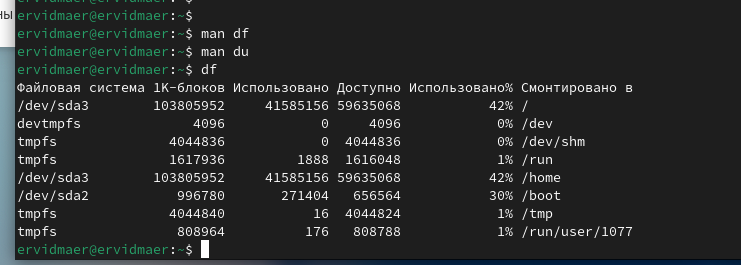 ны
ervidmaer@ervidmaer:~$
ervidmaer@ervidmaer:~$ man df
ervidmaer@ervidmaer:~$ man du
ervidmaer@ervidmaer:~$ df
Файловая система 1K-блоков Использовано Доступно Использовано% Смонтировано в
/dev/sda3 103805952 41585156 59635068 42% /
devtmpfs 4096 0 4096 0% /dev
tmpfs 4044836 0 4044836 0% /dev/shm
tmpfs 1617936 1888 1616048 1% /run
/dev/sda3 103805952 41585156 59635068 42% /home
/dev/sda2 996780 271404 656564 30% /boot
tmpfs 4044840 16 4044824 1% /tmp
tmpfs 808964 176 808788 1% /run/user/1077
ervidmaer@ervidmaer:~$